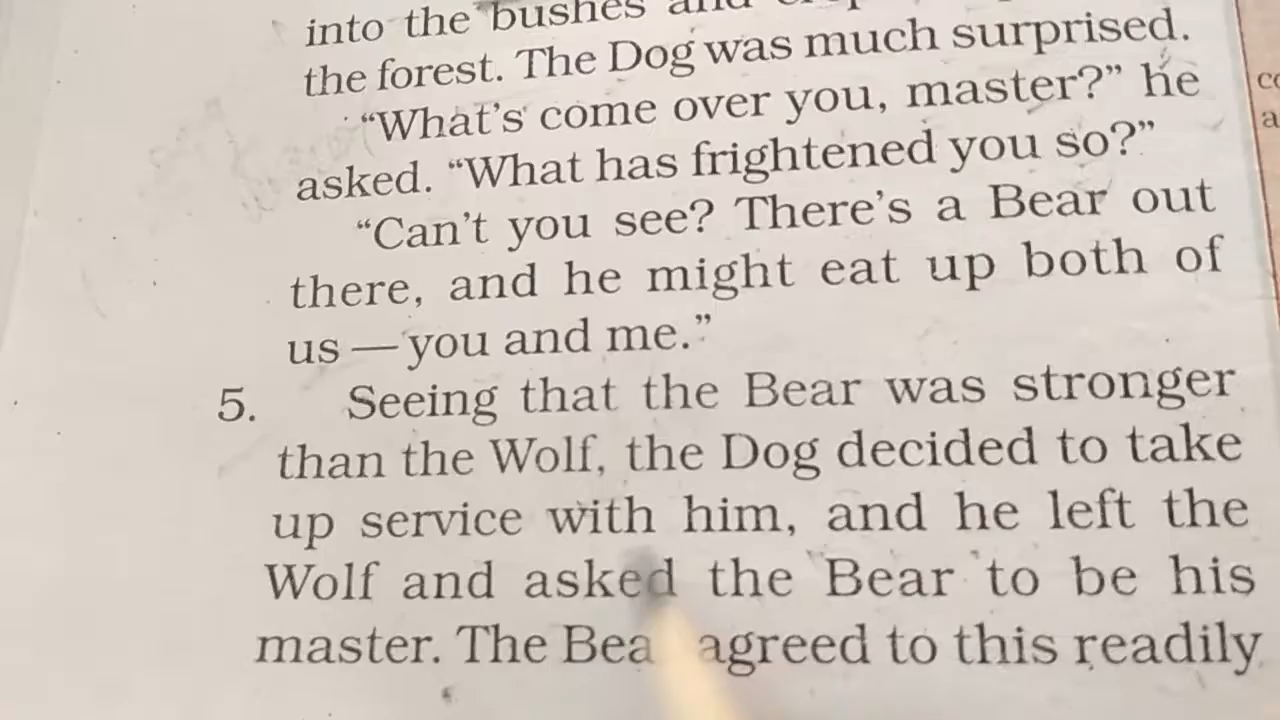 into the bushes and
the forest. The Dog was much surprised.
“What’s come over you, master?” he
asked. “What has frightened you so?”
“Can’t you see? There’s a Bear out
there, and he might eat up both of
us — you and me.”
5. Seeing that the Bear was stronger
than the Wolf, the Dog decided to take
up service with him, and he left the
Wolf and asked the Bear to be his
master. The Bea agreed to this readily